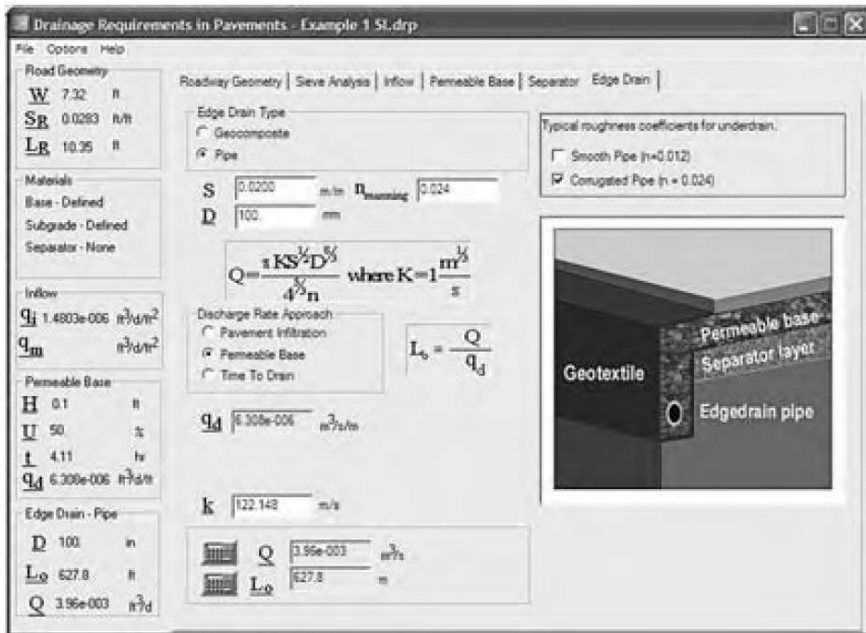 Drainage Requirements in Pavements - Example 1 SI.drp
File Options Help
Road Geometry
W 7.32 ft
SR 0.0283 ft/ft
LR 10.35 ft
Materials
Base - Defined
Subgrade - Defined
Separator - None
Inflow
qi 1.4803e-006 ft³/d/ft²
qm ft³/d/ft²
Permeable Base
H 0.1 ft
U 50. %
t 4.11 hr
qd 6.308e-006 ft³/d/ft
Edge Drain - Pipe
D 100. in
Lo 627.8 ft
Q 3.96e-003 ft³/d
Roadway Geometry Sieve Analysis Inflow Permeable Base Separator Edge Drain
Edge Drain Type
Geocomposite
Pipe
S 0.0200 m/m nmanning 0.024
D 100. mm
Q = π K S^½ D^8/3 / 4^5/3 n where K = 1 m^⅓ / s
Discharge Rate Approach
Pavement Infiltration
Permeable Base
Time To Drain
Lo = Q / qd
qd 6.308e-006 m³/s/m
k 122.148 m/s
Q 3.96e-003 m³/s
Lo 627.8 m
Typical roughness coefficients for underdrain.
Smooth Pipe (n=0.012)
Corrugated Pipe (n = 0.024)
Permeable base
Separator layer
Geotextile
Edgedrain pipe